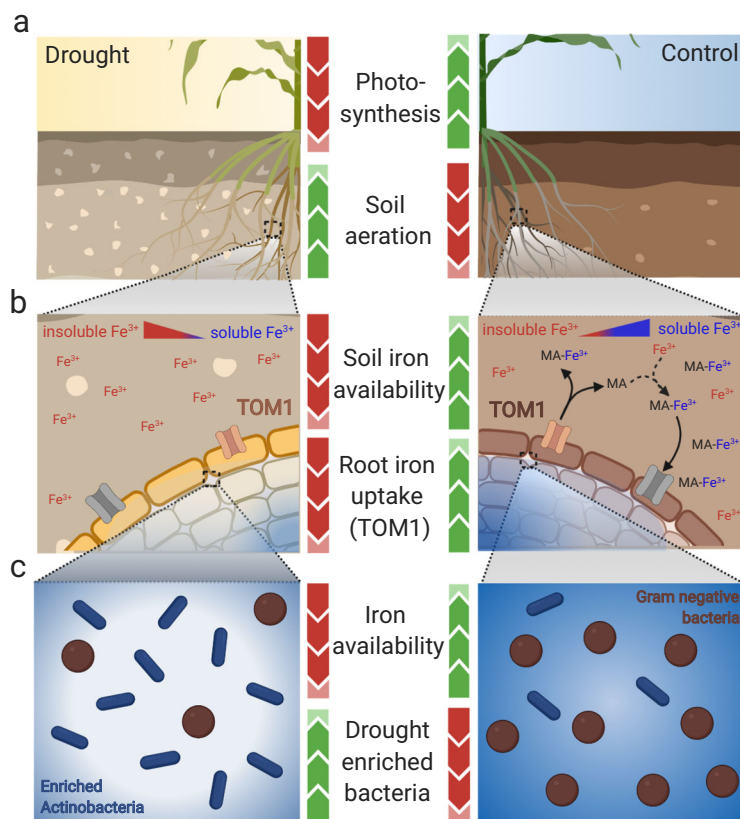 a
Drought
Photo-
synthesis
Control
Soil
aeration
b
insoluble Fe³⁺
soluble Fe³⁺
Fe³⁺
Fe³⁺
Fe³⁺
Fe³⁺
Fe³⁺
Fe³⁺
Fe³⁺
Fe³⁺
TOM1
Soil iron
availability
Root iron
uptake
(TOM1)
insoluble Fe³⁺
soluble Fe³⁺
MA-Fe³⁺
Fe³⁺
MA-Fe³⁺
Fe³⁺
MA
Fe³⁺
TOM1
MA-Fe³⁺
MA-Fe³⁺
MA-Fe³⁺
Fe³⁺
c
Iron
availability
Gram negative
bacteria
Drought
enriched
bacteria
Enriched
Actinobacteria